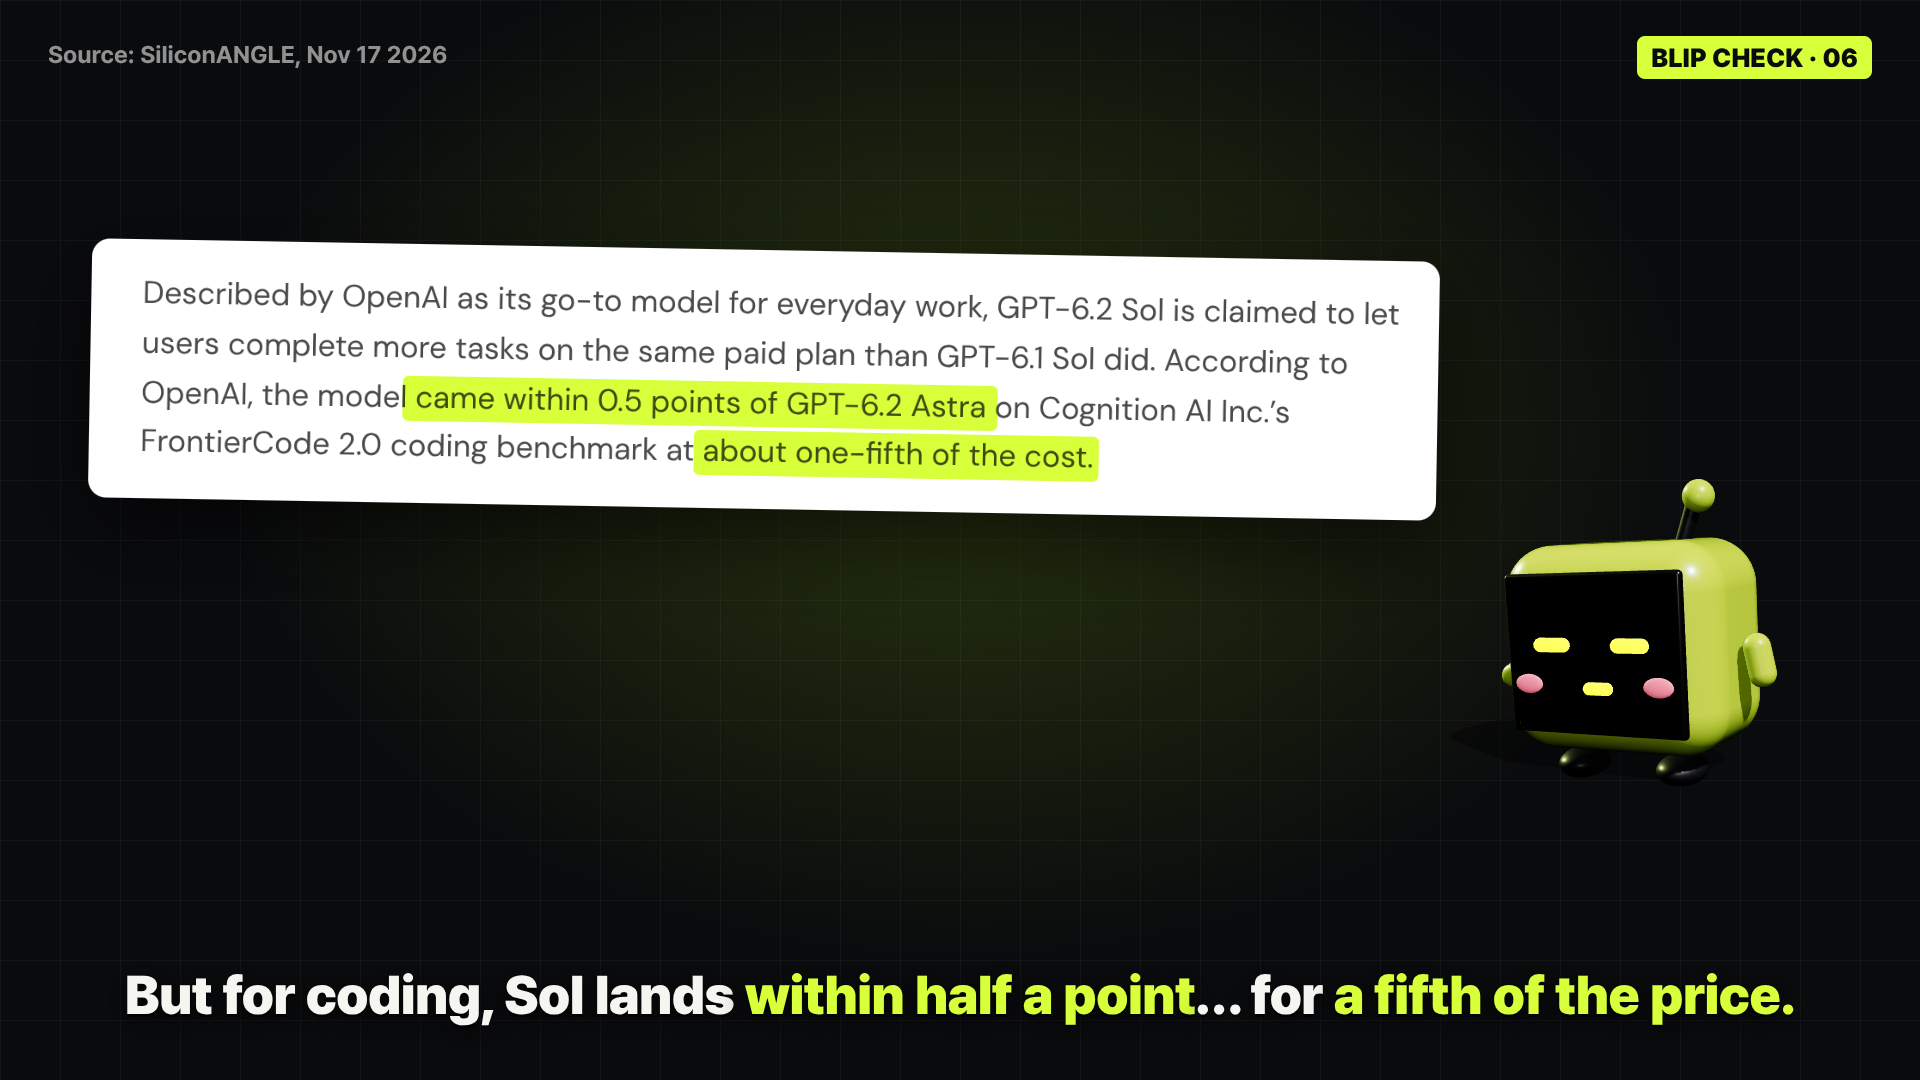 Source: SiliconANGLE, Nov 17 2026
BLIP CHECK · 06
Described by OpenAI as its go-to model for everyday work, GPT-6.2 Sol is claimed to let
users complete more tasks on the same paid plan than GPT-6.1 Sol did. According to
OpenAI, the model came within 0.5 points of GPT-6.2 Astra on Cognition AI Inc.’s
FrontierCode 2.0 coding benchmark at about one-fifth of the cost.
But for coding, Sol lands within half a point... for a fifth of the price.